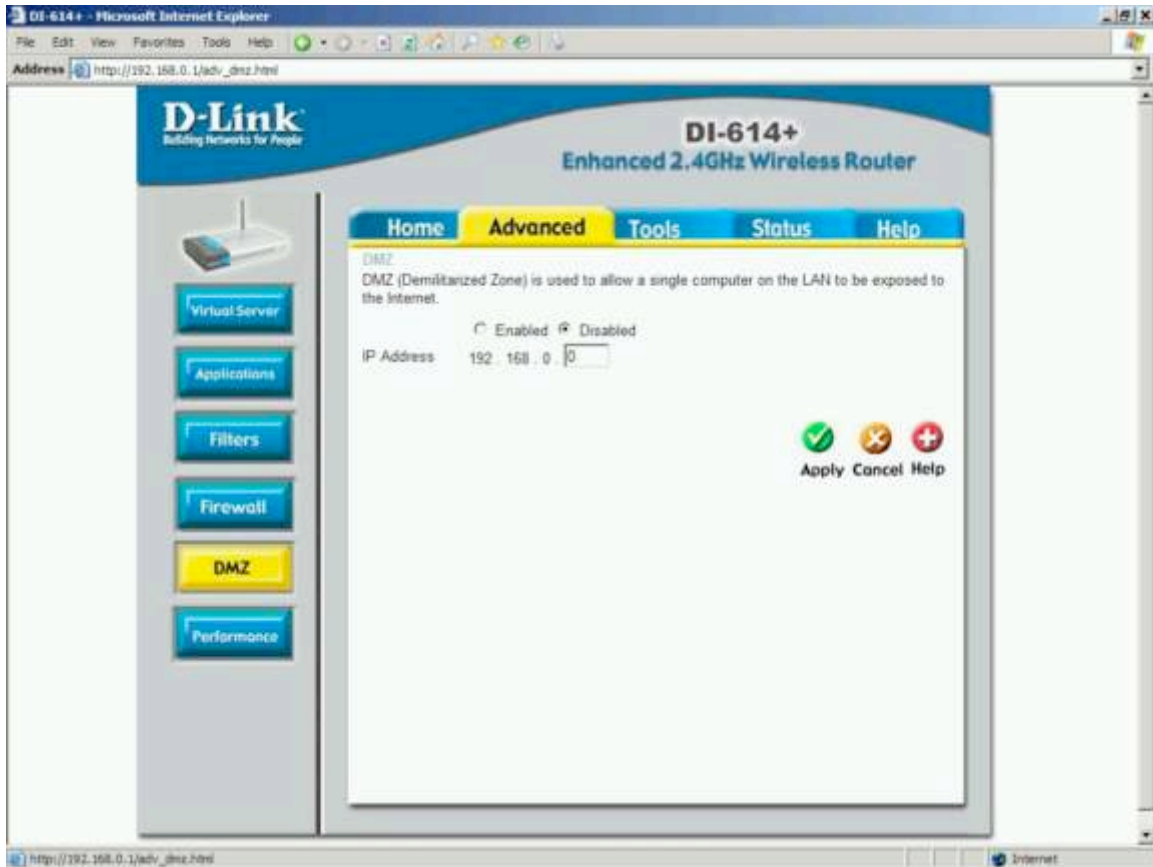 DI-614+ - Microsoft Internet Explorer
File Edit View Favorites Tools Help
Address http://192.168.0.1/adv_dmz.html
D-Link
Building Networks for People
DI-614+
Enhanced 2.4GHz Wireless Router
Home Advanced Tools Status Help
DMZ
DMZ (Demilitarized Zone) is used to allow a single computer on the LAN to be exposed to
the Internet.
Enabled Disabled
IP Address 192 . 168 . 0 . 0
Virtual Server
Applications
Filters
Firewall
DMZ
Performance
Apply Cancel Help
http://192.168.0.1/adv_dmz.html Internet